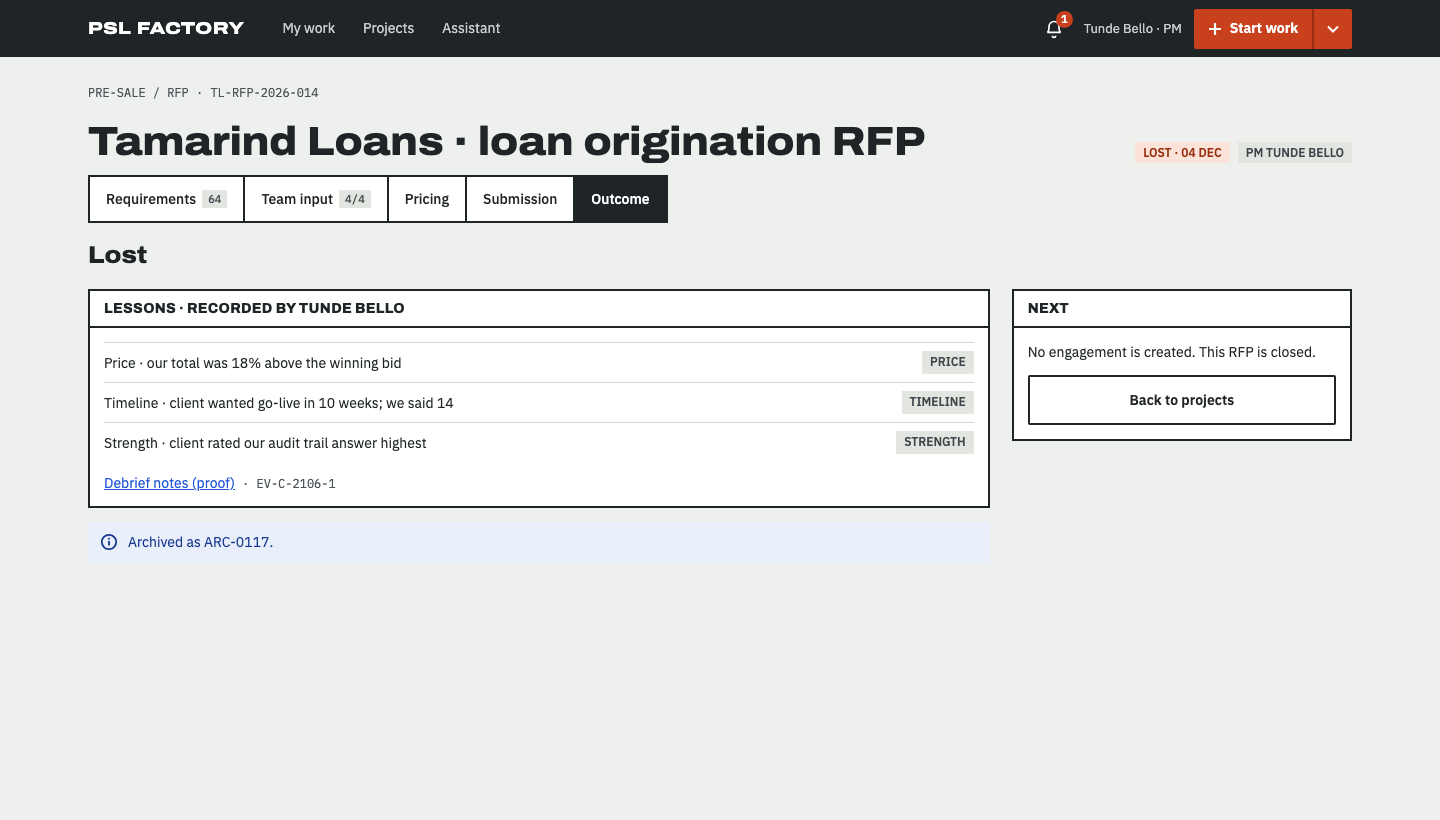 PSL FACTORY My work Projects Assistant 1 Tunde Bello · PM + Start work
PRE-SALE / RFP · TL-RFP-2026-014
Tamarind Loans · loan origination RFP
LOST · 04 DEC PM TUNDE BELLO
Requirements 64 Team input 4/4 Pricing Submission Outcome
Lost
LESSONS · RECORDED BY TUNDE BELLO
Price · our total was 18% above the winning bid PRICE
Timeline · client wanted go-live in 10 weeks; we said 14 TIMELINE
Strength · client rated our audit trail answer highest STRENGTH
Debrief notes (proof) · EV-C-2106-1
Archived as ARC-0117.
NEXT
No engagement is created. This RFP is closed.
Back to projects